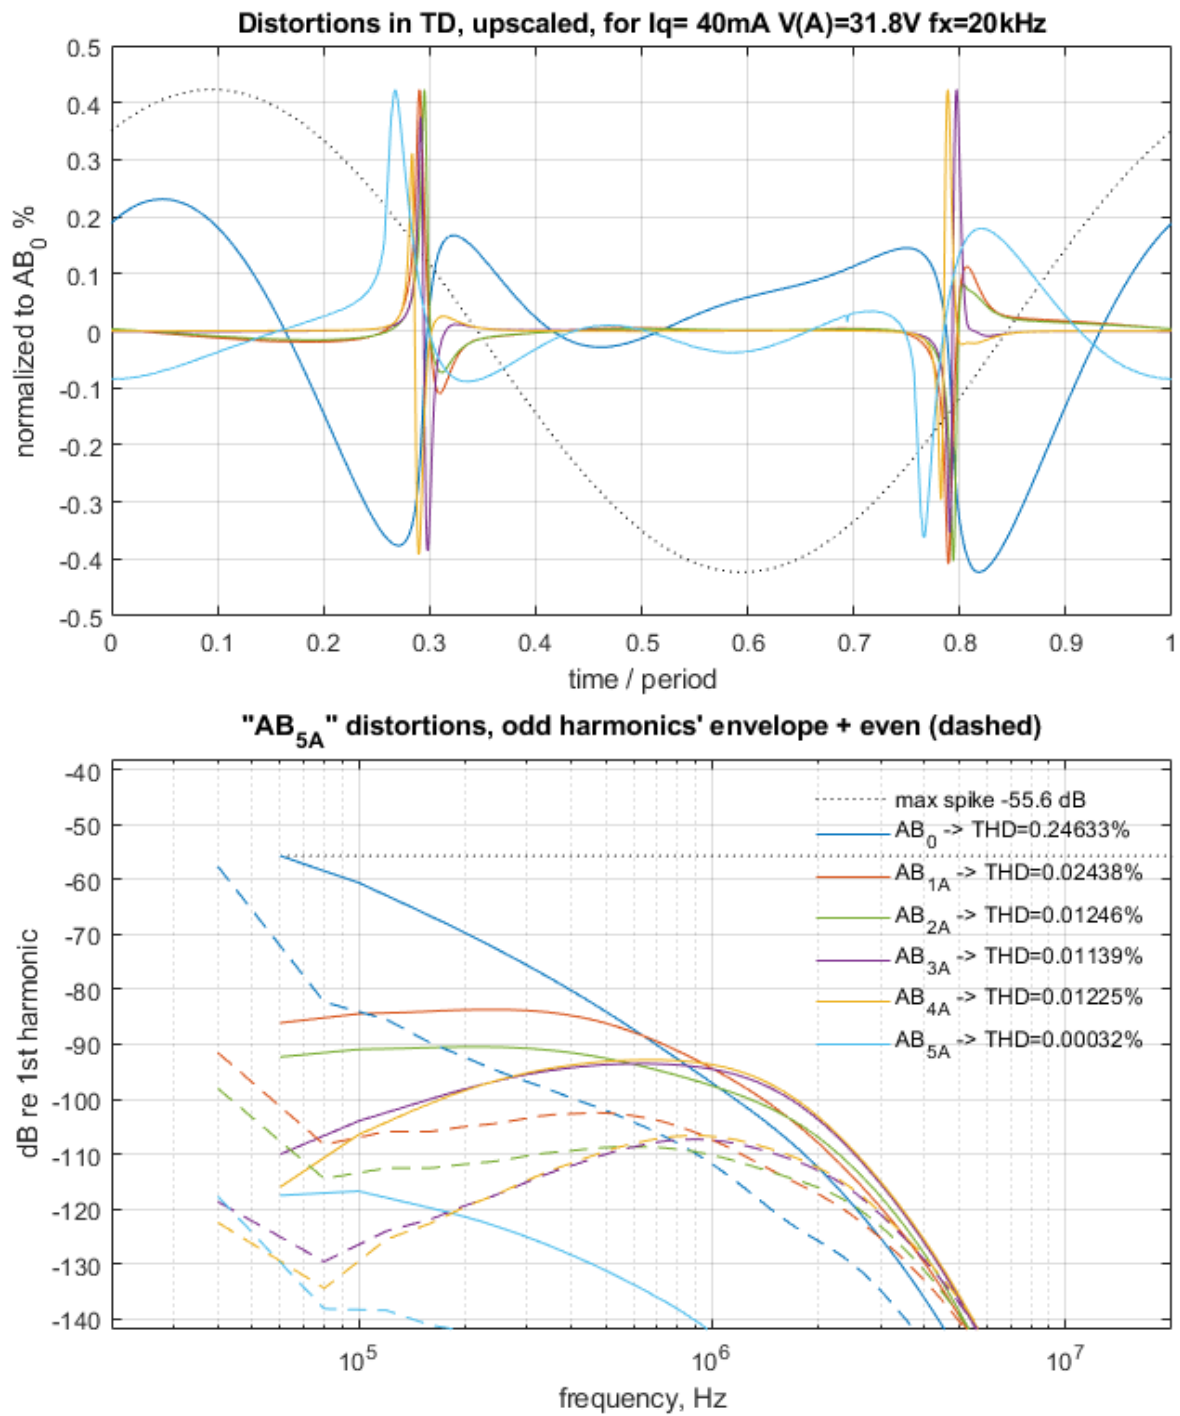 Distortions in TD, upscaled, for Iq= 40mA V(A)=31.8V fx=20kHz
0.5
0.4
0.3
0.2
0.1
0
-0.1
-0.2
-0.3
-0.4
-0.5
normalized to AB0 %
0 0.1 0.2 0.3 0.4 0.5 0.6 0.7 0.8 0.9 1
time / period
"AB5A" distortions, odd harmonics' envelope + even (dashed)
-40
-50
-60
-70
-80
-90
-100
-110
-120
-130
-140
dB re 1st harmonic
max spike -55.6 dB
AB0 -> THD=0.24633%
AB1A -> THD=0.02438%
AB2A -> THD=0.01246%
AB3A -> THD=0.01139%
AB4A -> THD=0.01225%
AB5A -> THD=0.00032%
10^5 10^6 10^7
frequency, Hz